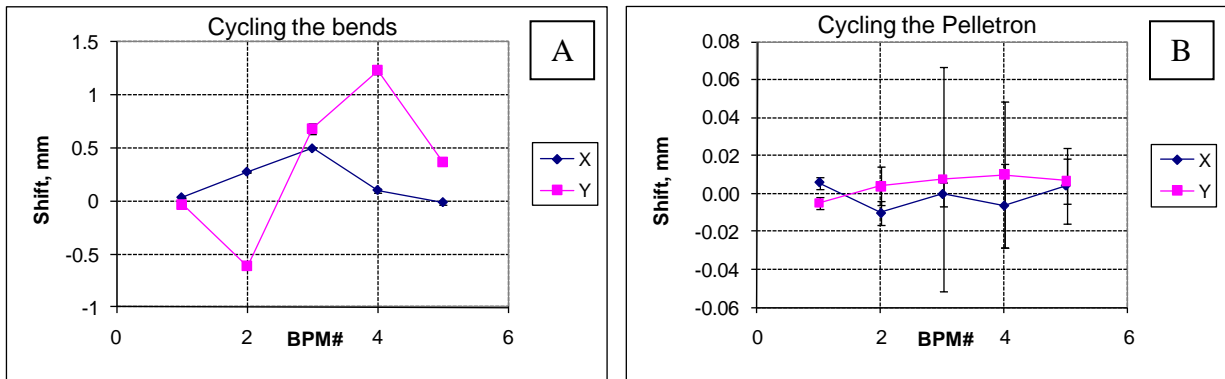 Cycling the bends
A
1.5
1
0.5
0
-0.5
-1
0 2 4 6
Shift, mm
BPM#
X
Y
Cycling the Pelletron
B
0.08
0.06
0.04
0.02
0.00
-0.02
-0.04
-0.06
0 2 4 6
Shift, mm
BPM#
X
Y